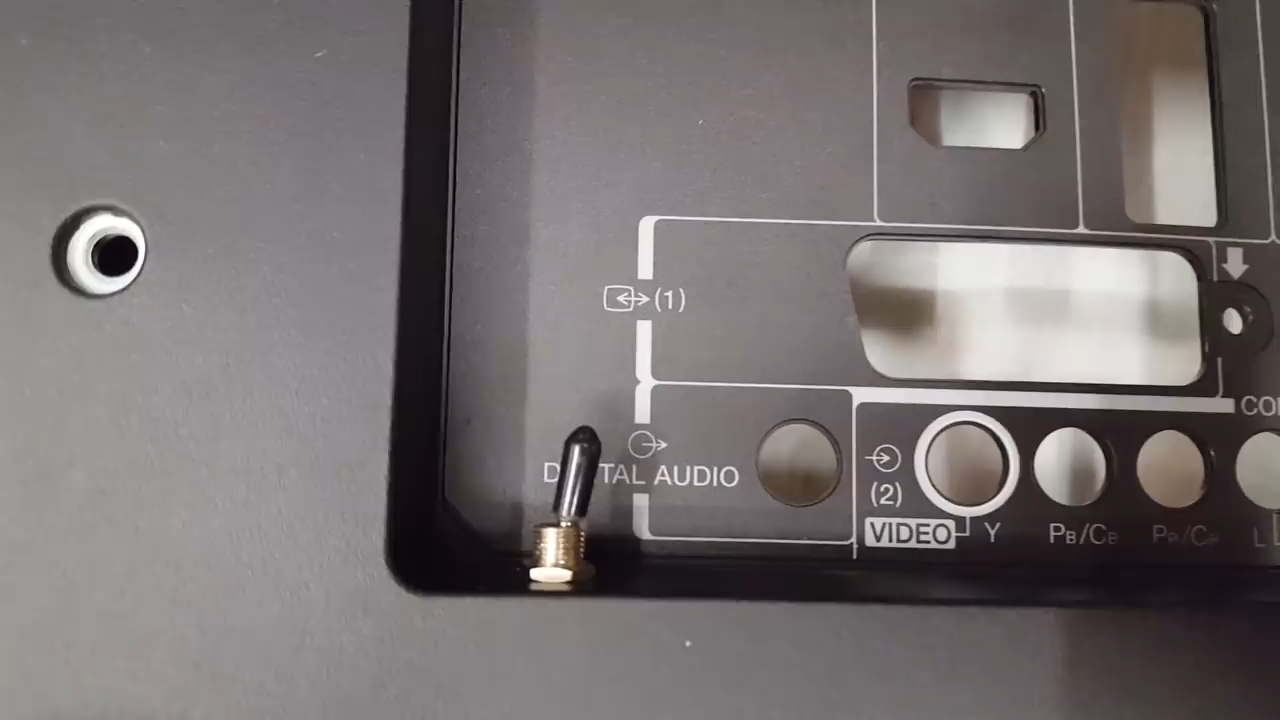 (1)
DIGITAL AUDIO
(2)
VIDEO
Y
PB/CB
PR/CR
L